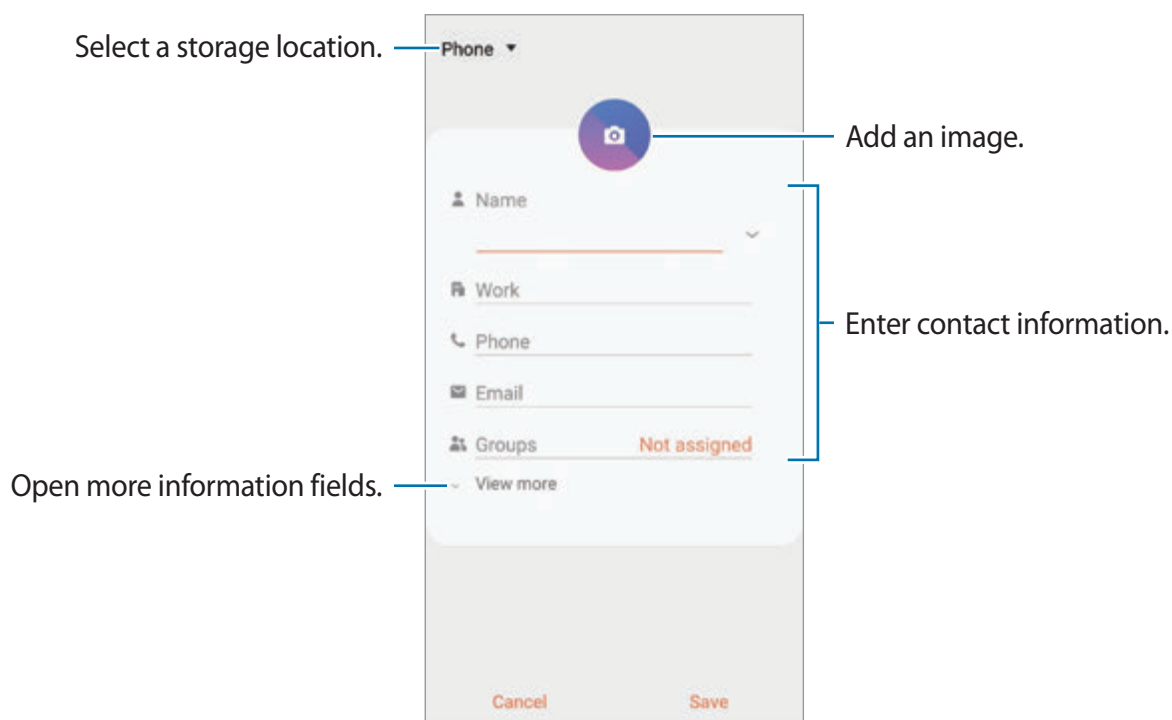 Select a storage location.
Phone
Add an image.
Name
Work
Enter contact information.
Phone
Email
Groups Not assigned
Open more information fields.
View more
Cancel Save